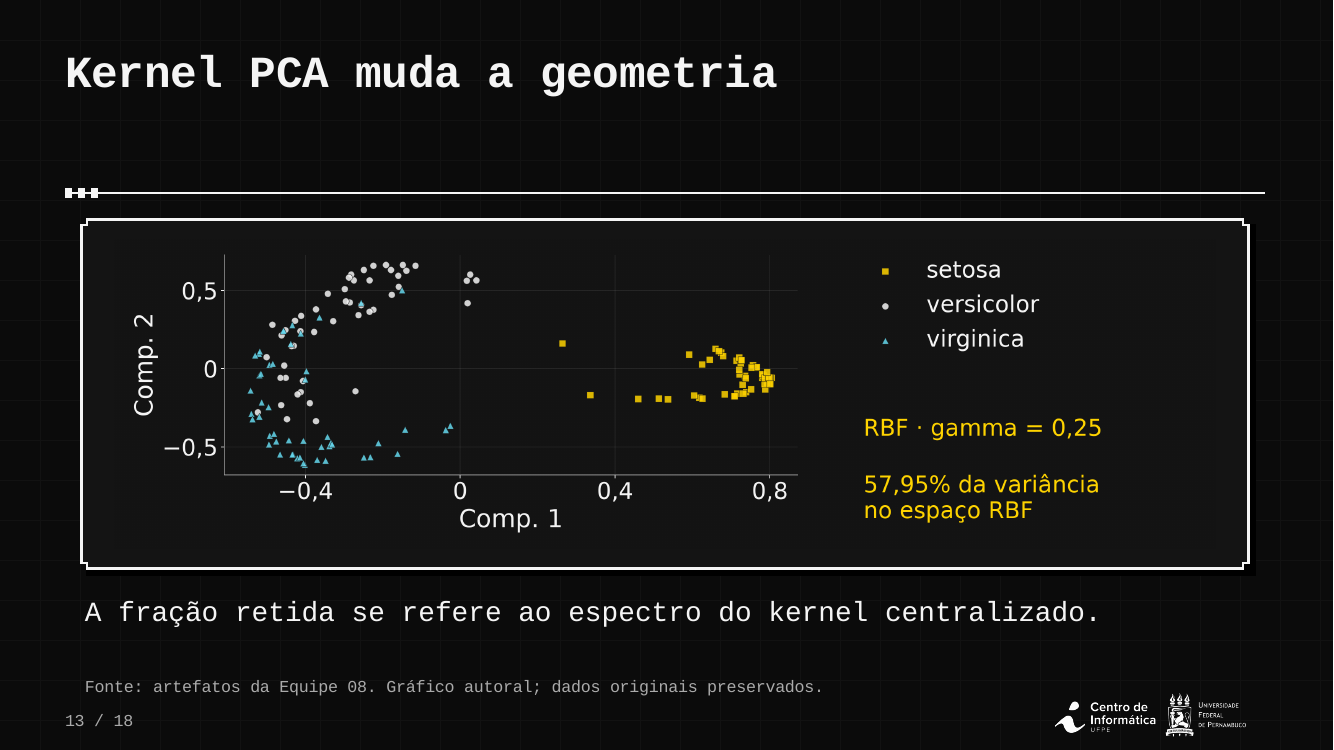 Kernel PCA muda a geometria
setosa
versicolor
virginica
0,5
0
−0,5
Comp. 2
−0,4
0
0,4
0,8
Comp. 1
RBF · gamma = 0,25
57,95% da variância
no espaço RBF
A fração retida se refere ao espectro do kernel centralizado.
Fonte: artefatos da Equipe 08. Gráfico autoral; dados originais preservados.
13 / 18
Centro de
Informática
UFPE
Universidade
Federal
de Pernambuco